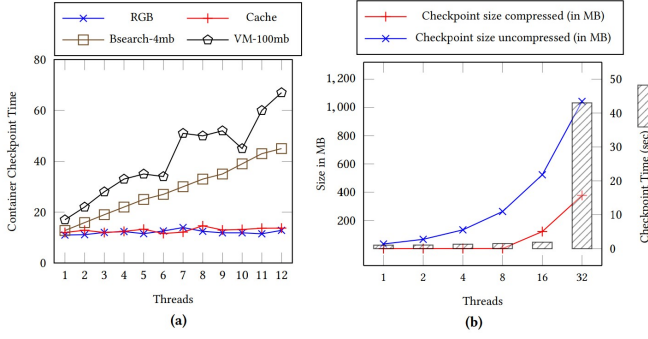 RGB Cache
Bsearch-4mb VM-100mb
Container Checkpoint Time
80
60
40
20
0
1 2 3 4 5 6 7 8 9 10 11 12
Threads
(a)
Checkpoint size compressed (in MB)
Checkpoint size uncompressed (in MB)
Size in MB
1,200
1,000
800
600
400
200
50
40
30
20
10
0
Checkpoint Time (sec)
1 2 4 8 16 32
Threads
(b)